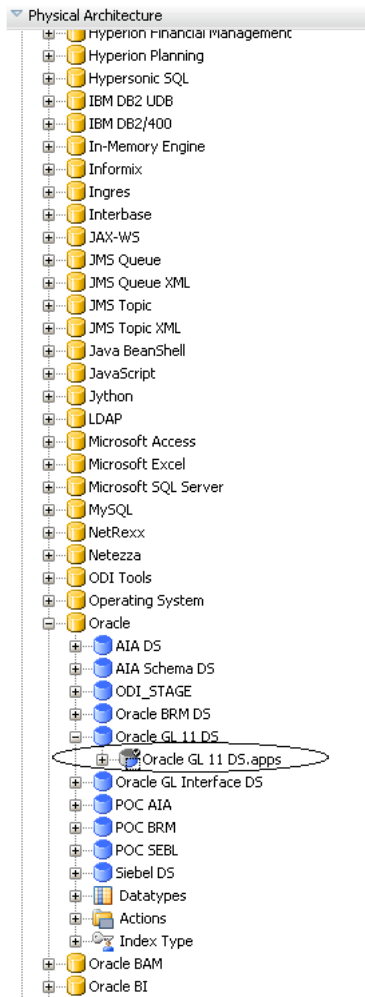 Physical Architecture
Hyperion Financial Management
Hyperion Planning
Hypersonic SQL
IBM DB2 UDB
IBM DB2/400
In-Memory Engine
Informix
Ingres
Interbase
JAX-WS
JMS Queue
JMS Queue XML
JMS Topic
JMS Topic XML
Java BeanShell
JavaScript
Jython
LDAP
Microsoft Access
Microsoft Excel
Microsoft SQL Server
MySQL
NetRexx
Netezza
ODI Tools
Operating System
Oracle
AIA DS
AIA Schema DS
ODI_STAGE
Oracle BRM DS
Oracle GL 11 DS
Oracle GL 11 DS.apps
Oracle GL Interface DS
POC AIA
POC BRM
POC SEBL
Siebel DS
Datatypes
Actions
Index Type
Oracle BAM
Oracle BI